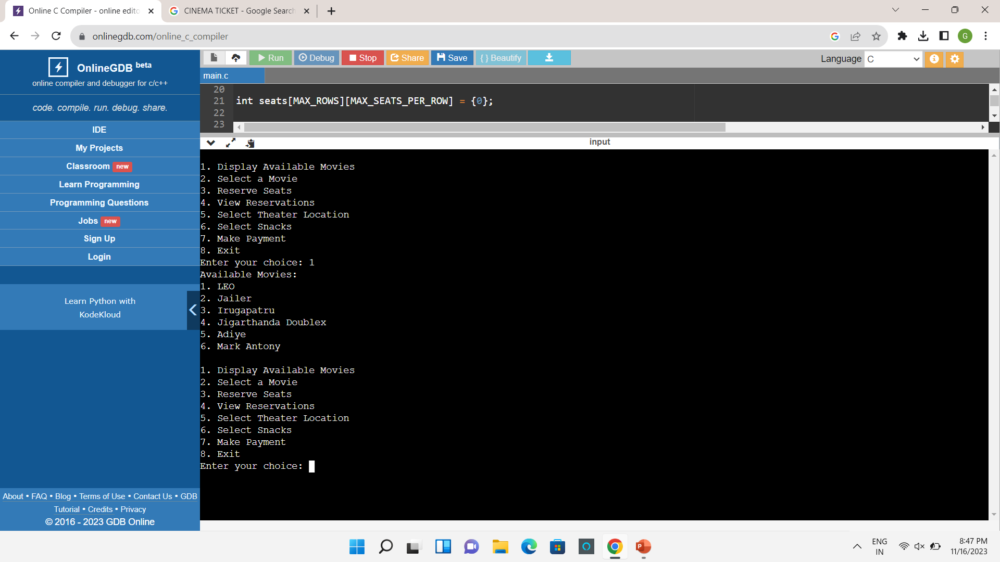 Online C Compiler - online edito
CINEMA TICKET - Google Search
onlinegdb.com/online_c_compiler
G
OnlineGDB beta
online compiler and debugger for c/c++
code. compile. run. debug. share.
IDE
My Projects
Classroom new
Learn Programming
Programming Questions
Jobs new
Sign Up
Login
Learn Python with
KodeKloud
About • FAQ • Blog • Terms of Use • Contact Us • GDB
Tutorial • Credits • Privacy
© 2016 - 2023 GDB Online
Run Debug Stop Share Save { } Beautify
Language C
main.c
20
21 int seats[MAX_ROWS][MAX_SEATS_PER_ROW] = {0};
22
23
input
1. Display Available Movies
2. Select a Movie
3. Reserve Seats
4. View Reservations
5. Select Theater Location
6. Select Snacks
7. Make Payment
8. Exit
Enter your choice: 1
Available Movies:
1. LEO
2. Jailer
3. Irugapatru
4. Jigarthanda Doublex
5. Adiye
6. Mark Antony
1. Display Available Movies
2. Select a Movie
3. Reserve Seats
4. View Reservations
5. Select Theater Location
6. Select Snacks
7. Make Payment
8. Exit
Enter your choice:
ENG
IN
8:47 PM
11/16/2023